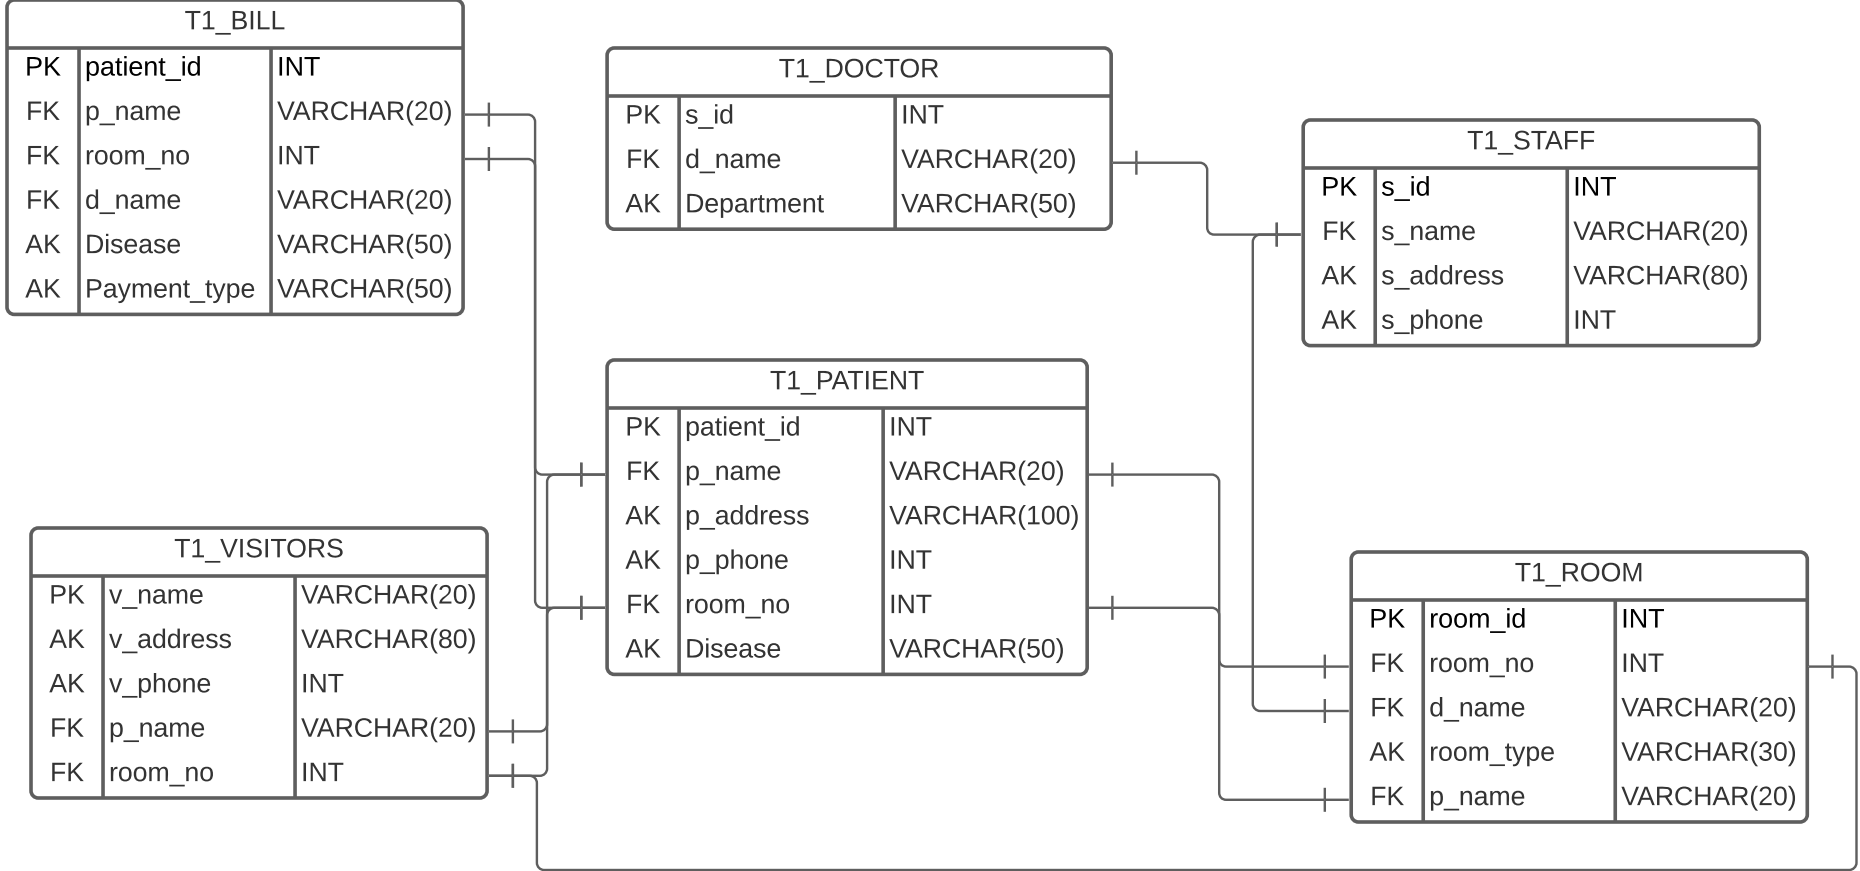 T1_BILL
PK patient_id INT
FK p_name VARCHAR(20)
FK room_no INT
FK d_name VARCHAR(20)
AK Disease VARCHAR(50)
AK Payment_type VARCHAR(50)
T1_DOCTOR
PK s_id INT
FK d_name VARCHAR(20)
AK Department VARCHAR(50)
T1_STAFF
PK s_id INT
FK s_name VARCHAR(20)
AK s_address VARCHAR(80)
AK s_phone INT
T1_PATIENT
PK patient_id INT
FK p_name VARCHAR(20)
AK p_address VARCHAR(100)
AK p_phone INT
FK room_no INT
AK Disease VARCHAR(50)
T1_VISITORS
PK v_name VARCHAR(20)
AK v_address VARCHAR(80)
AK v_phone INT
FK p_name VARCHAR(20)
FK room_no INT
T1_ROOM
PK room_id INT
FK room_no INT
FK d_name VARCHAR(20)
AK room_type VARCHAR(30)
FK p_name VARCHAR(20)